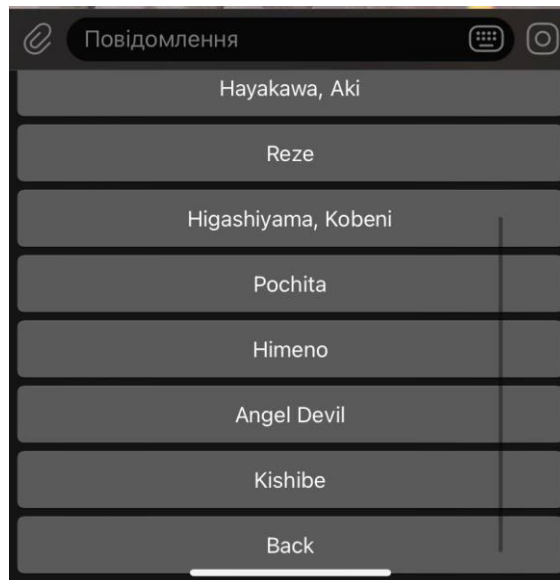 Повідомлення
Hayakawa, Aki
Reze
Higashiyama, Kobeni
Pochita
Himeno
Angel Devil
Kishibe
Back